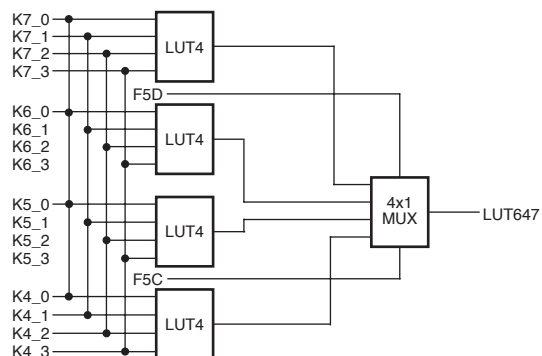 K7_0
K7_1
K7_2
K7_3
LUT4
F5D
K6_0
K6_1
K6_2
K6_3
LUT4
K5_0
K5_1
K5_2
K5_3
LUT4
4x1
MUX
LUT647
F5C
K4_0
K4_1
K4_2
K4_3
LUT4